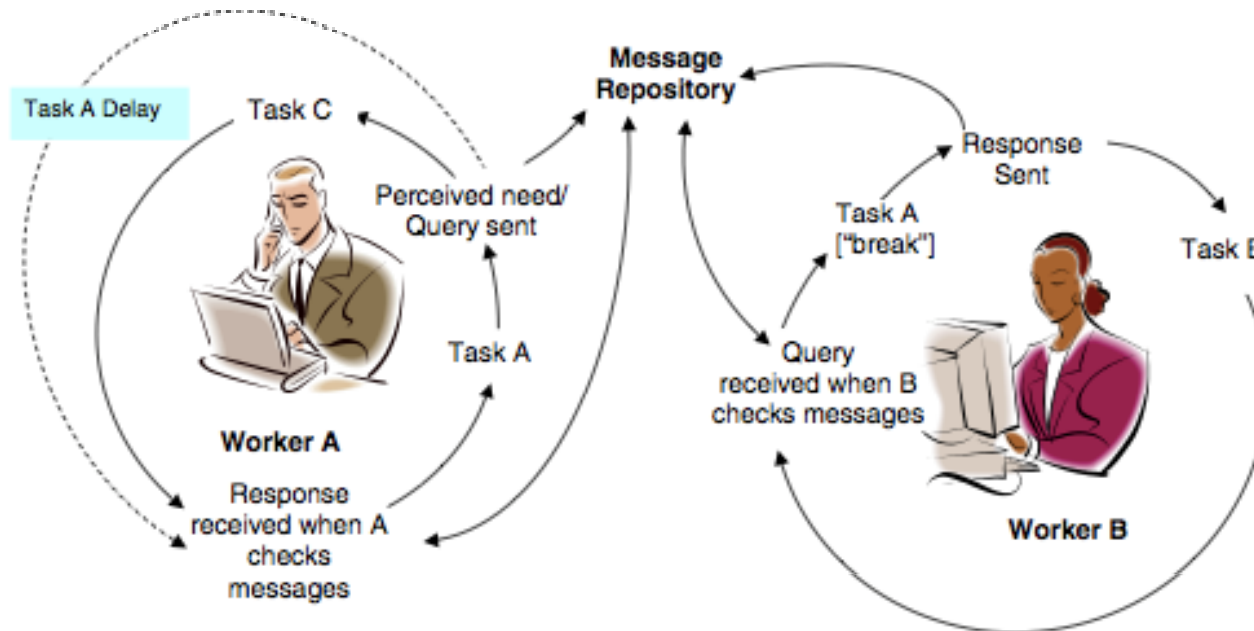 Message
Repository
Task A Delay
Task C
Perceived need/
Query sent
Task A
Worker A
Response
received when A
checks
messages
Response
Sent
Task A
["break"]
Task
Query
received when B
checks messages
Worker B